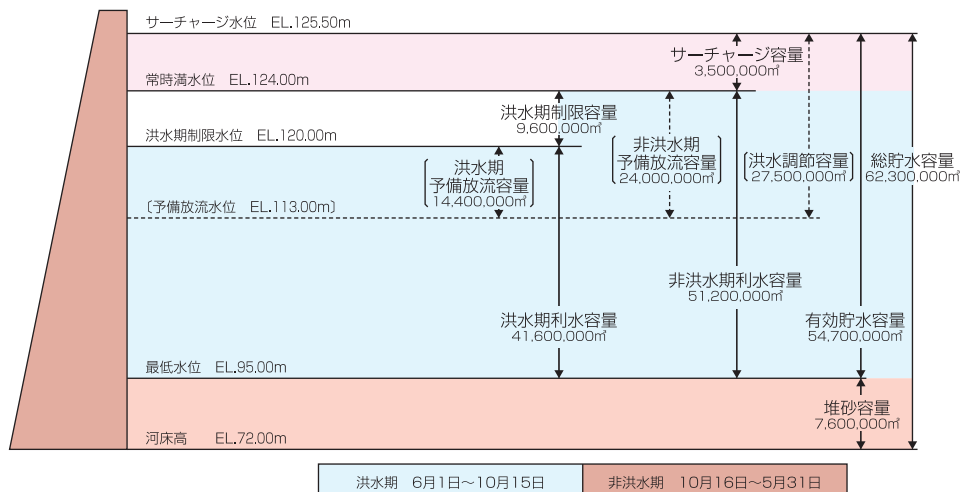 サーチャージ水位 EL.125.50m
サーチャージ容量
3,500,000㎥
常時満水位 EL.124.00m
洪水期制限容量
9,600,000㎥
洪水期制限水位 EL.120.00m
非洪水期
予備放流容量
24,000,000㎥
洪水期
予備放流容量
14,400,000㎥
洪水調節容量
27,500,000㎥
総貯水容量
62,300,000㎥
〔予備放流水位 EL.113.00m〕
非洪水期利水容量
51,200,000㎥
洪水期利水容量
41,600,000㎥
有効貯水容量
54,700,000㎥
最低水位 EL.95.00m
堆砂容量
7,600,000㎥
河床高 EL.72.00m
洪水期 6月1日〜10月15日
非洪水期 10月16日〜5月31日